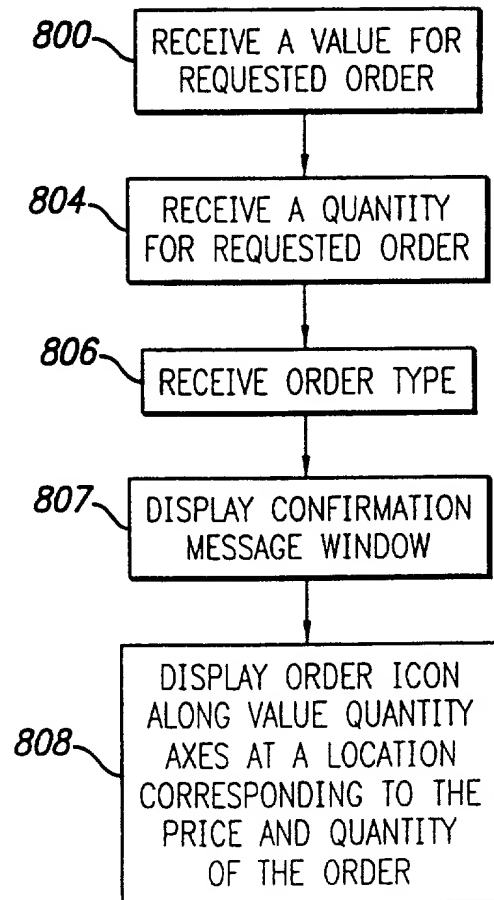 800
RECEIVE A VALUE FOR
REQUESTED ORDER
804
RECEIVE A QUANTITY
FOR REQUESTED ORDER
806
RECEIVE ORDER TYPE
807
DISPLAY CONFIRMATION
MESSAGE WINDOW
808
DISPLAY ORDER ICON
ALONG VALUE QUANTITY
AXES AT A LOCATION
CORRESPONDING TO THE
PRICE AND QUANTITY
OF THE ORDER